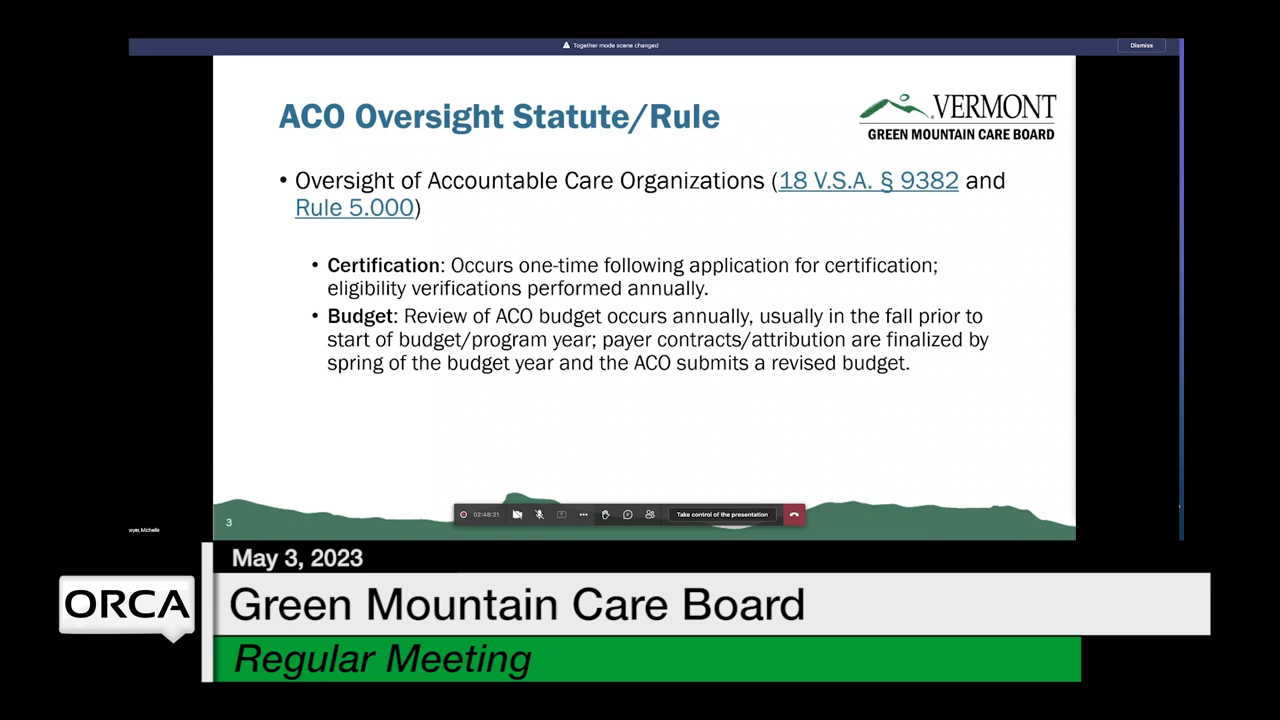 Together mode scene changed
Dismiss
ACO Oversight Statute/Rule
VERMONT
GREEN MOUNTAIN CARE BOARD
• Oversight of Accountable Care Organizations (18 V.S.A. § 9382 and
Rule 5.000)
• Certification: Occurs one-time following application for certification;
eligibility verifications performed annually.
• Budget: Review of ACO budget occurs annually, usually in the fall prior to
start of budget/program year; payer contracts/attribution are finalized by
spring of the budget year and the ACO submits a revised budget.
02:48:21
Take control of the presentation
3
Michelle
May 3, 2023
ORCA
Green Mountain Care Board
Regular Meeting